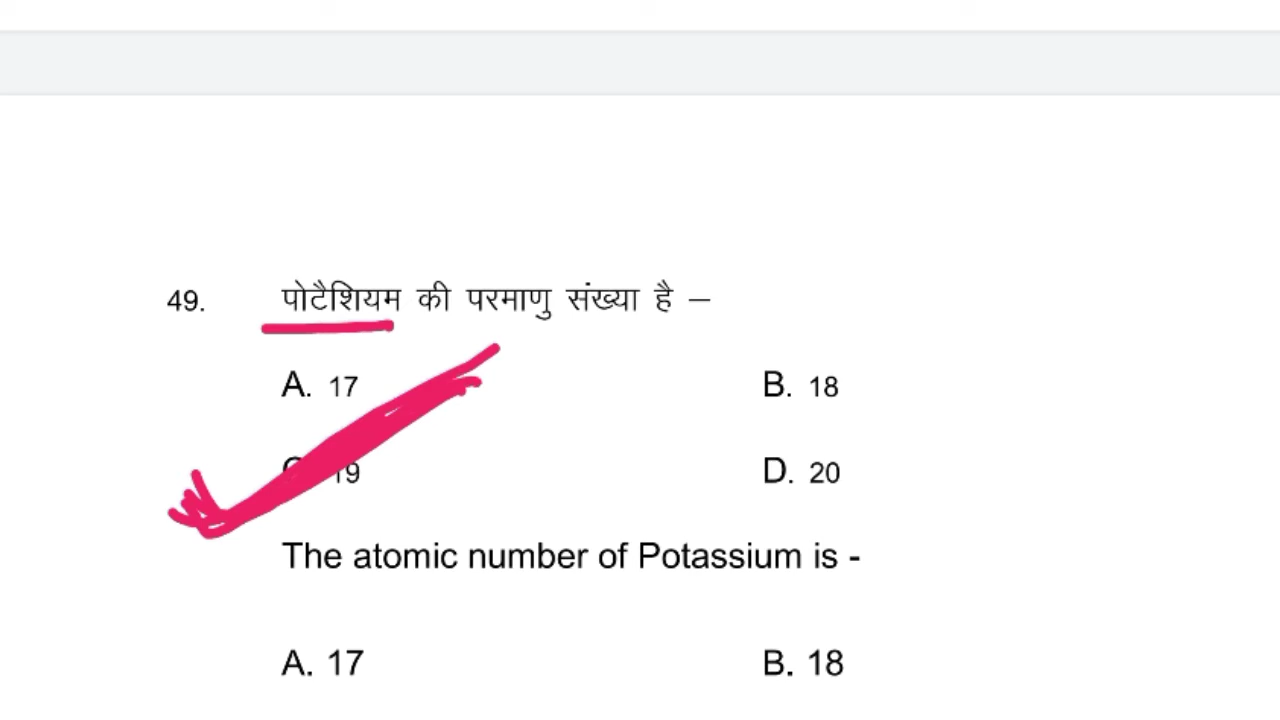 49. पोटैशियम की परमाणु संख्या है –
A. 17 B. 18
C. 19 D. 20
The atomic number of Potassium is -
A. 17 B. 18